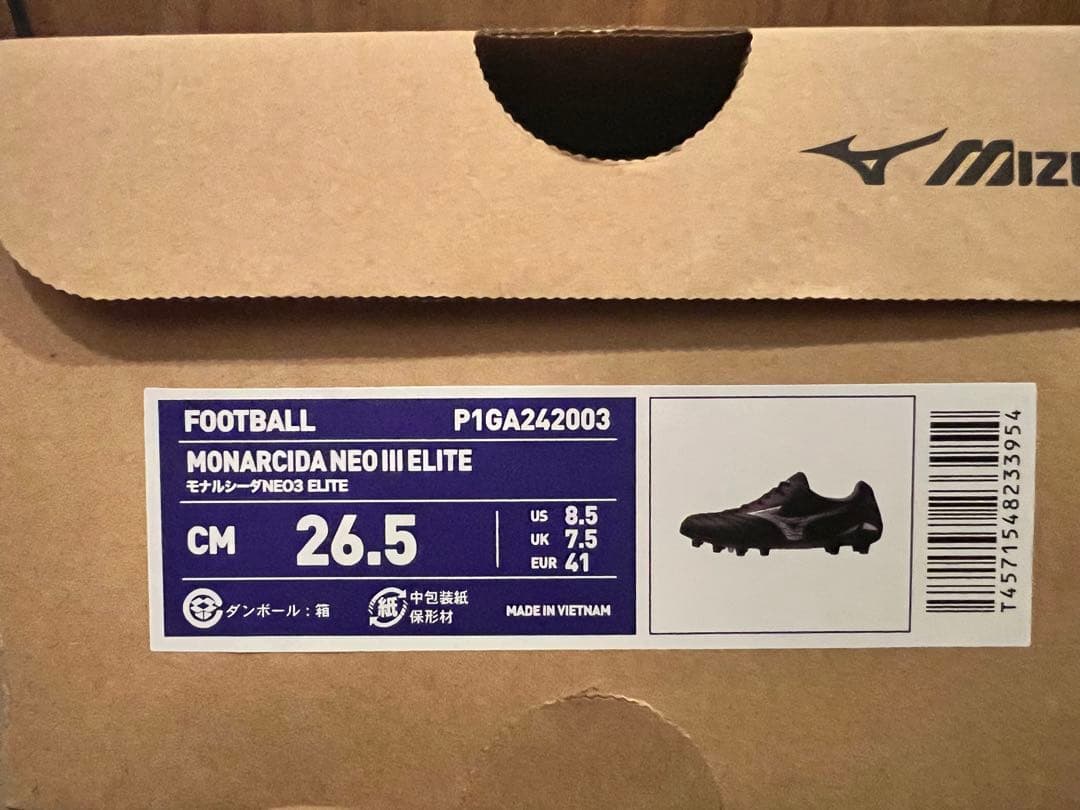 MIZU
FOOTBALL P1GA242003
MONARCIDA NEO III ELITE
モナルシーダNEO3 ELITE
CM 26.5
US 8.5
UK 7.5
EUR 41
ダンボール：箱
紙 中包装紙
保形材
MADE IN VIETNAM
T4571548233954